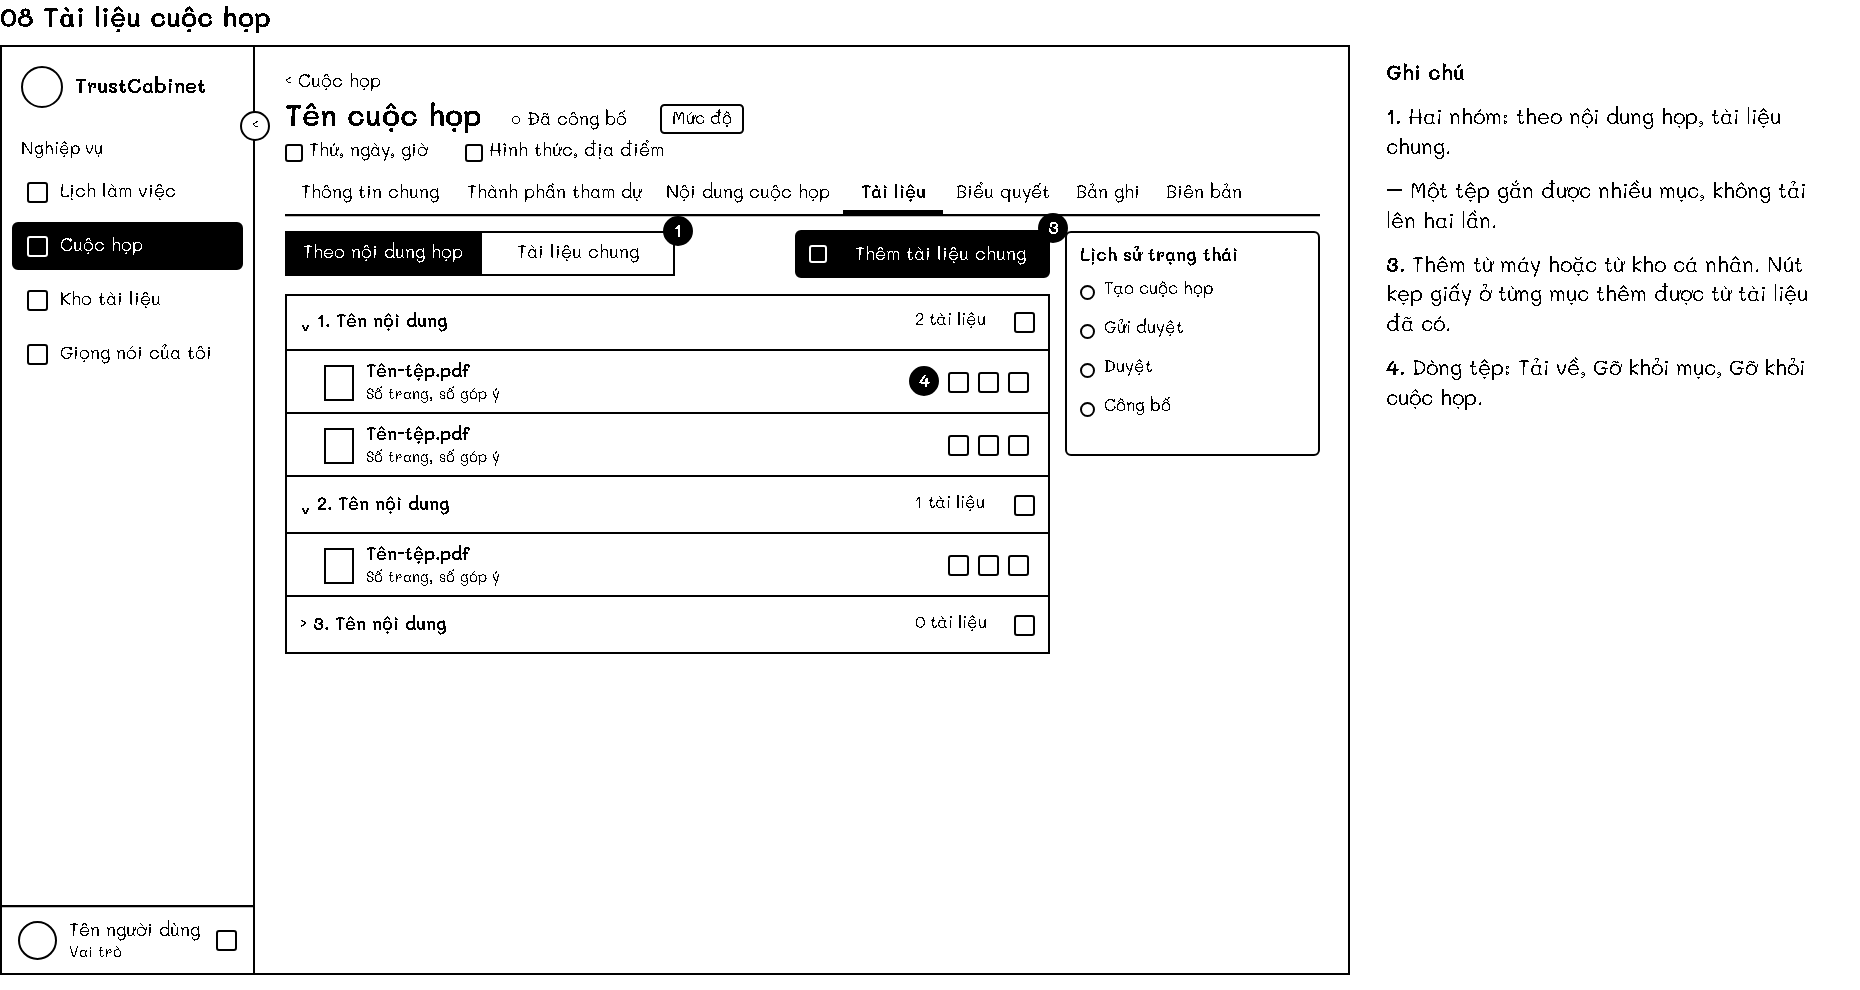 08 Tài liệu cuộc họp
TrustCabinet
<
Nghiệp vụ
Lịch làm việc
Cuộc họp
Kho tài liệu
Giọng nói của tôi
Tên người dùng
Vai trò
< Cuộc họp
Tên cuộc họp Đã công bố Mức độ
Thứ, ngày, giờ Hình thức, địa điểm
Thông tin chung Thành phần tham dự Nội dung cuộc họp Tài liệu Biểu quyết Bản ghi Biên bản
Theo nội dung họp Tài liệu chung 1 Thêm tài liệu chung 3
v 1. Tên nội dung 2 tài liệu
Tên-tệp.pdf
Số trang, số góp ý
4
Tên-tệp.pdf
Số trang, số góp ý
v 2. Tên nội dung 1 tài liệu
Tên-tệp.pdf
Số trang, số góp ý
> 3. Tên nội dung 0 tài liệu
Lịch sử trạng thái
Tạo cuộc họp
Gửi duyệt
Duyệt
Công bố
Ghi chú
1. Hai nhóm: theo nội dung họp, tài liệu
chung.
– Một tệp gắn được nhiều mục, không tải
lên hai lần.
3. Thêm từ máy hoặc từ kho cá nhân. Nút
kẹp giấy ở từng mục thêm được từ tài liệu
đã có.
4. Dòng tệp: Tải về, Gỡ khỏi mục, Gỡ khỏi
cuộc họp.